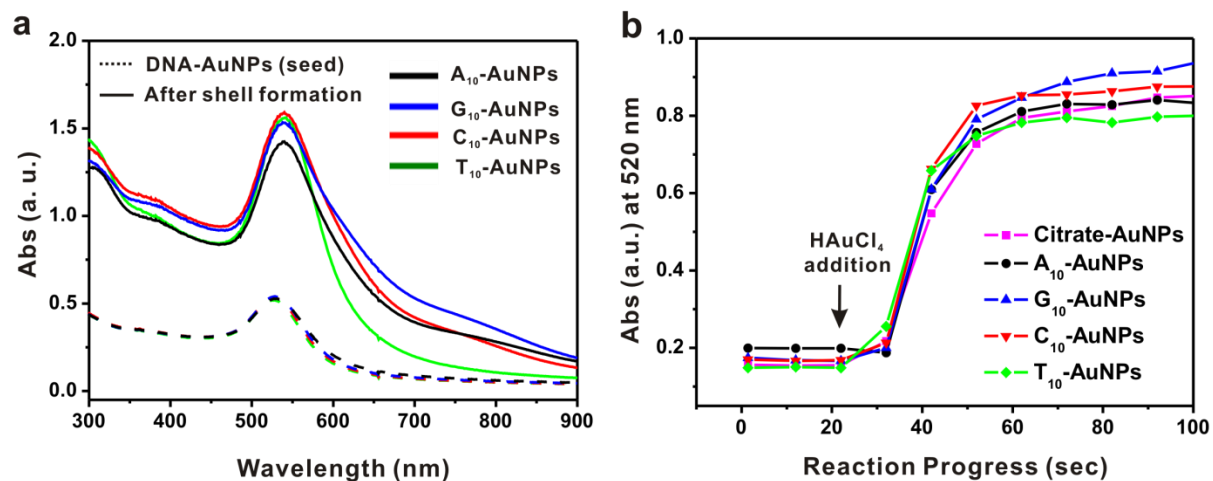 a
2.0
1.5
1.0
0.5
0.0
Abs (a. u.)
DNA-AuNPs (seed)
After shell formation
A₁₀-AuNPs
G₁₀-AuNPs
C₁₀-AuNPs
T₁₀-AuNPs
300 400 500 600 700 800 900
Wavelength (nm)
b
1.0
0.8
0.6
0.4
0.2
Abs (a.u.) at 520 nm
HAuCl₄
addition
Citrate-AuNPs
A₁₀-AuNPs
G₁₀-AuNPs
C₁₀-AuNPs
T₁₀-AuNPs
0 20 40 60 80 100
Reaction Progress (sec)